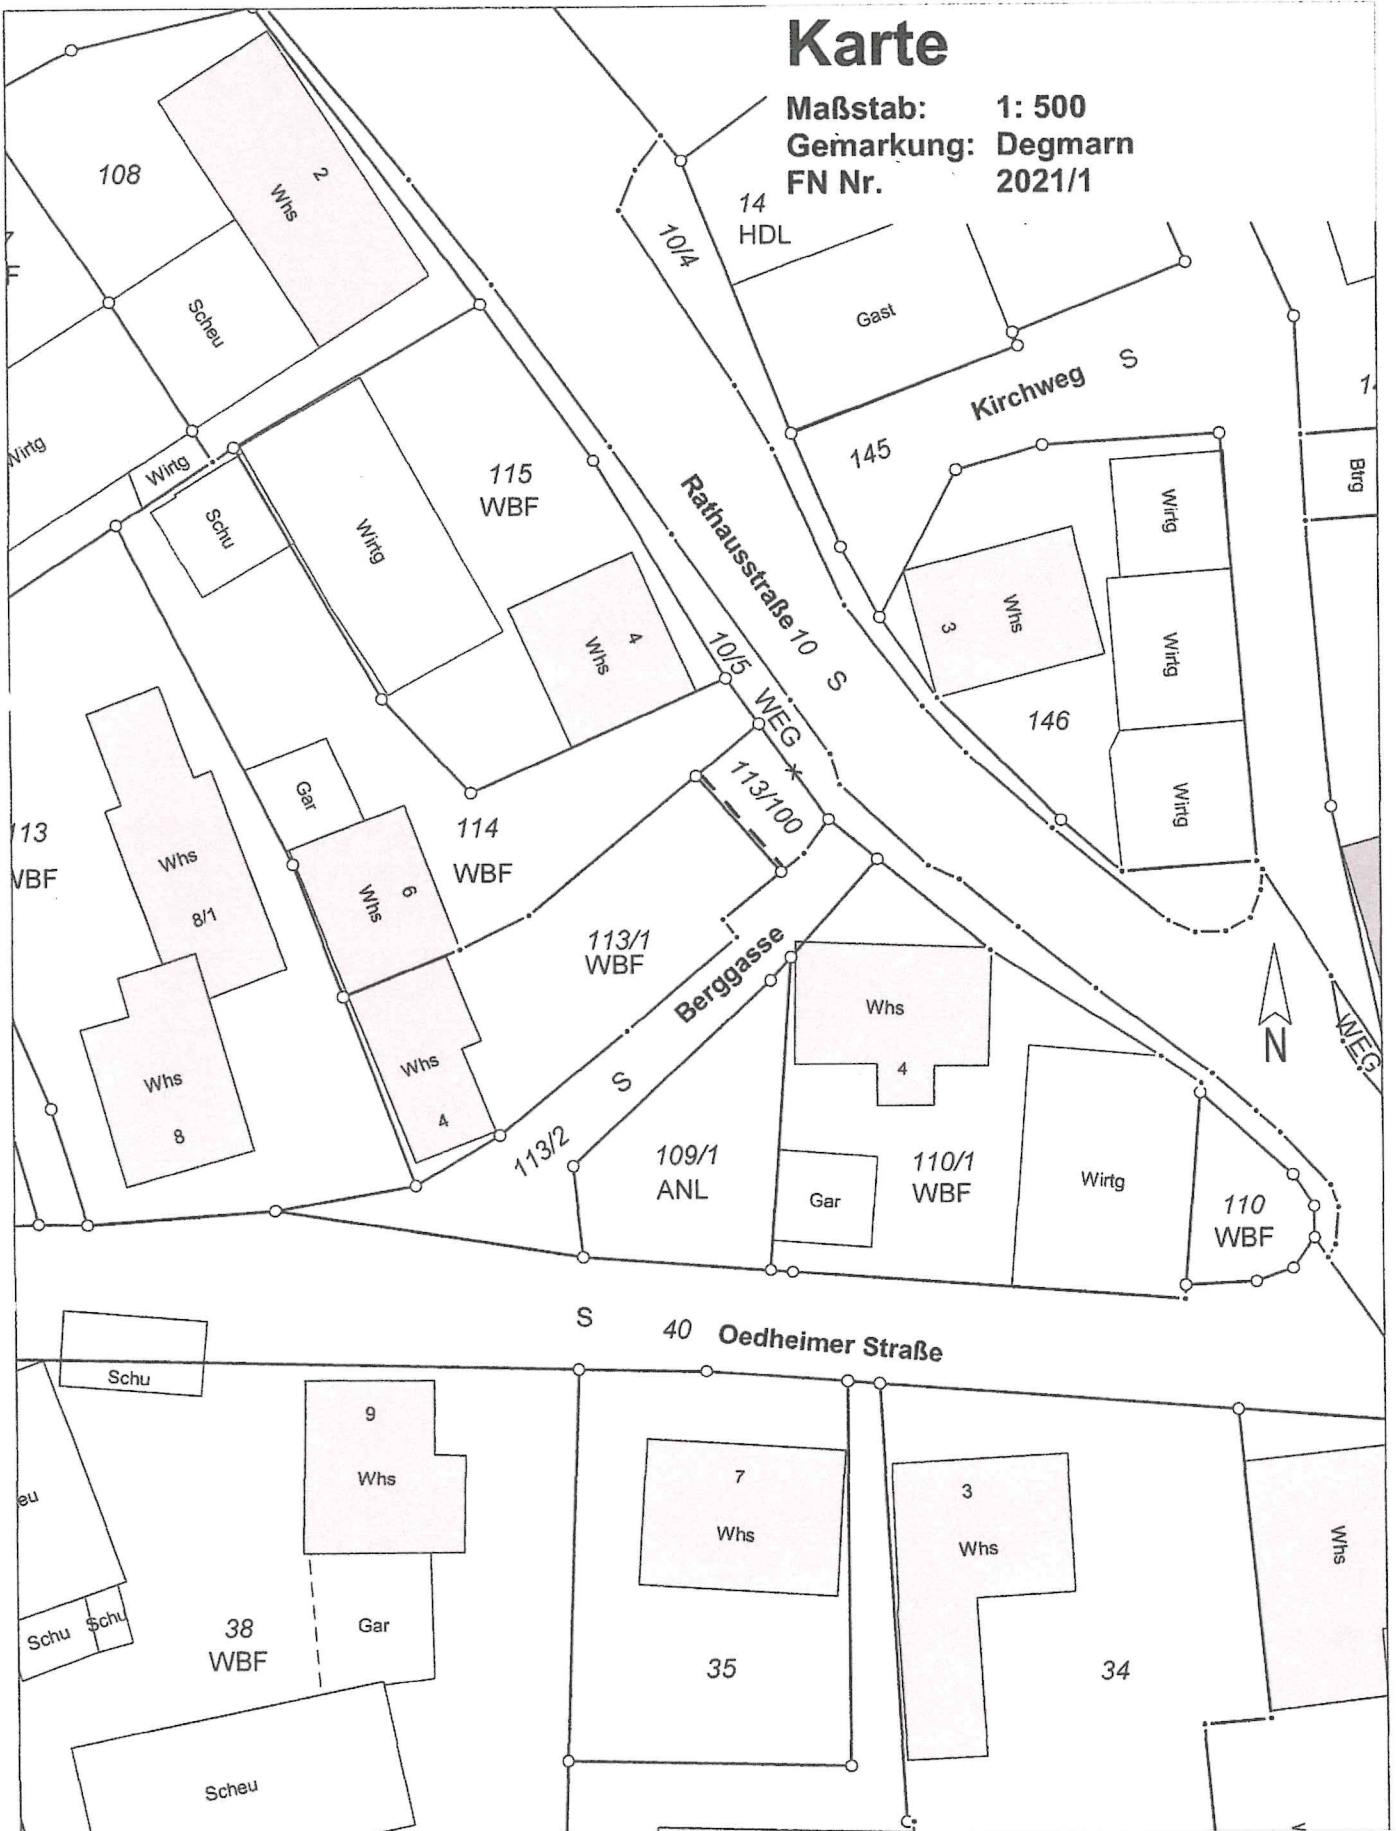 Karte
Maßstab: 1: 500
Gemarkung: Degmarn
FN Nr. 2021/1
108
2
Whs
Scheu
F
Wirtg
Wirtg
Schu
Wirtg
115
WBF
4
Whs
10/4
14
HDL
Gast
Kirchweg S
145
Rathausstraße 10 S
10/5
WEG
113/100
3
Whs
146
Wirtg
Wirtg
Wirtg
Btrg
113
WBF
Whs
8/1
Whs
8
Gar
6
Whs
114
WBF
113/1
WBF
Whs
4
Berggasse
S
113/2
109/1
ANL
Whs
4
Gar
110/1
WBF
Wirtg
110
WBF
N
WEG
S
40
Oedheimer Straße
Schu
eu
Schu
Schu
9
Whs
38
WBF
Gar
Scheu
7
Whs
35
3
Whs
34
Whs